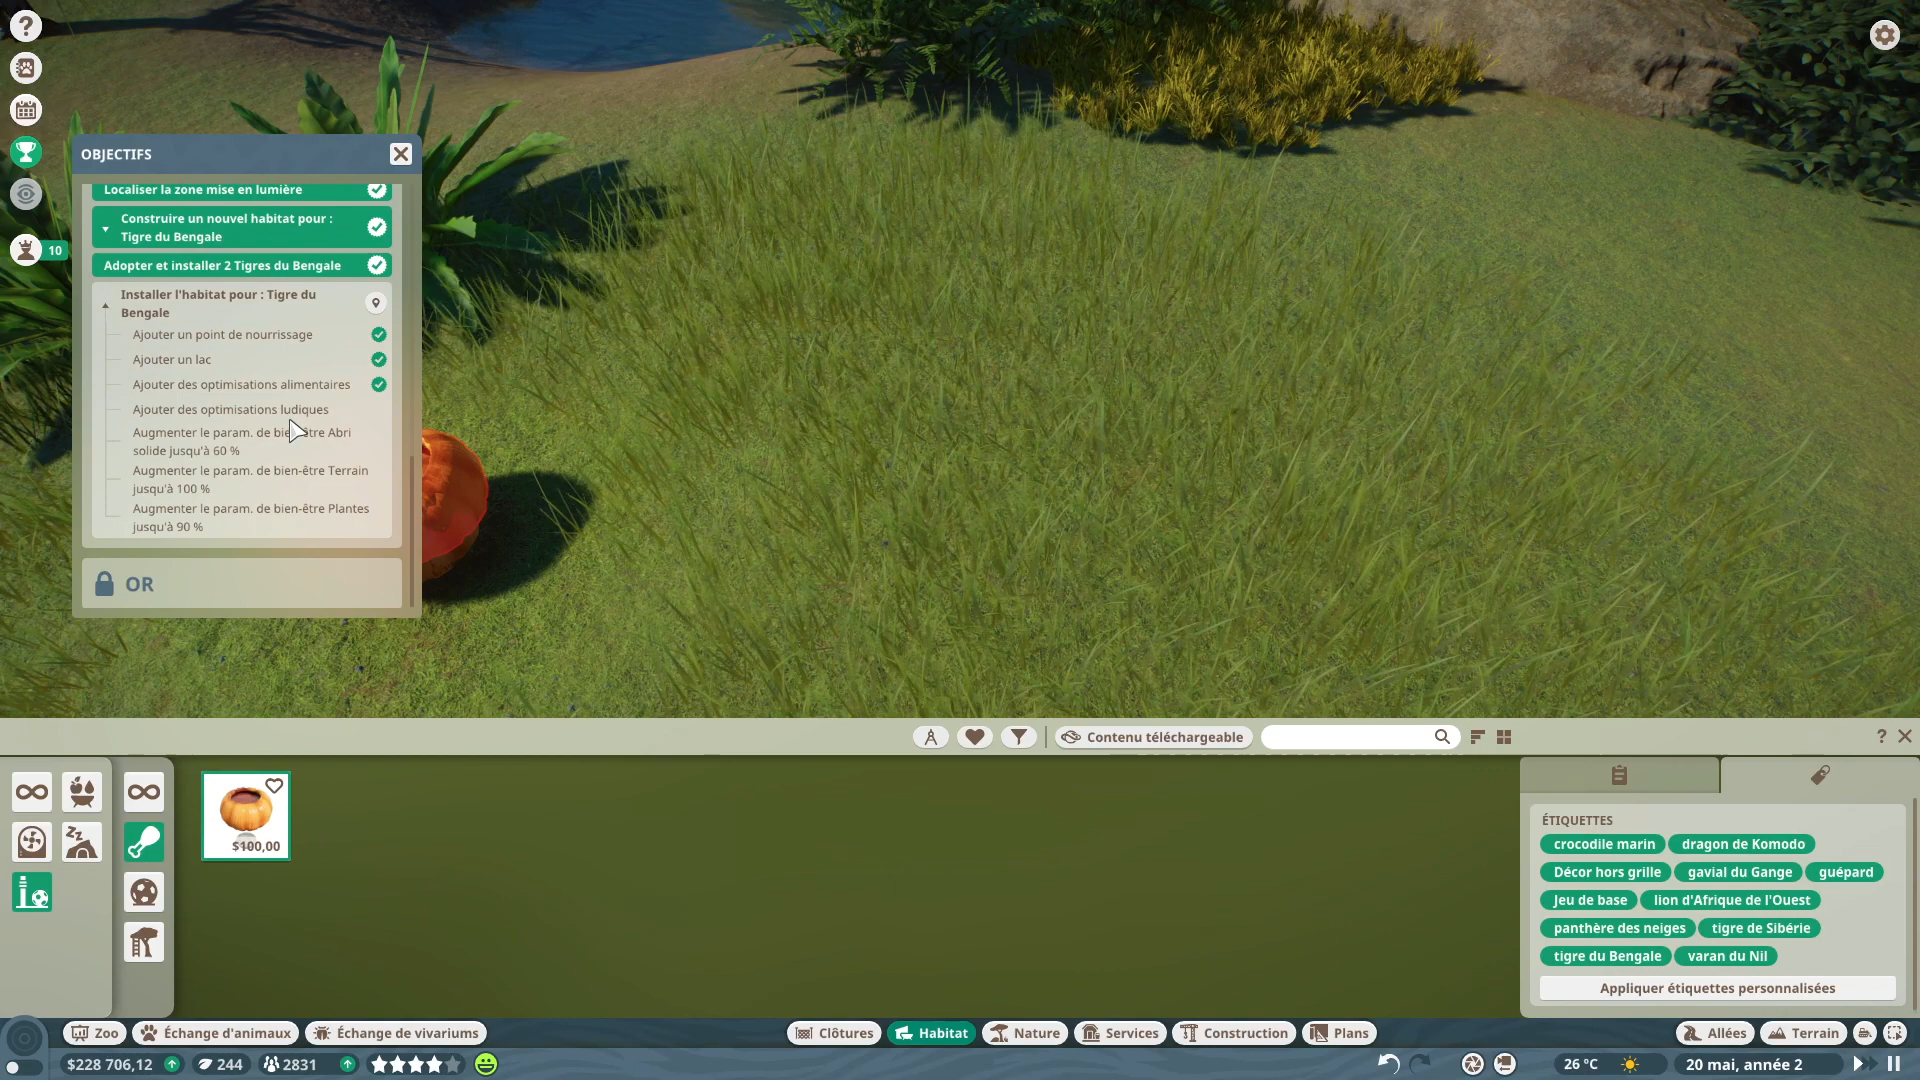 OBJECTIFS
Localiser la zone mise en lumière
Construire un nouvel habitat pour :
Tigre du Bengale
Adopter et installer 2 Tigres du Bengale
10
Installer l'habitat pour : Tigre du
Bengale
Ajouter un point de nourrissage
Ajouter un lac
Ajouter des optimisations alimentaires
Ajouter des optimisations ludiques
Augmenter le param. de bien-être Abri
solide jusqu'à 60 %
Augmenter le param. de bien-être Terrain
jusqu'à 100 %
Augmenter le param. de bien-être Plantes
jusqu'à 90 %
OR
Contenu téléchargeable
?
$100,00
ÉTIQUETTES
crocodile marin
dragon de Komodo
Décor hors grille
gavial du Gange
guépard
Jeu de base
lion d'Afrique de l'Ouest
panthère des neiges
tigre de Sibérie
tigre du Bengale
varan du Nil
Appliquer étiquettes personnalisées
Zoo
Échange d'animaux
Échange de vivariums
Clôtures
Habitat
Nature
Services
Construction
Plans
Allées
Terrain
$228 706,12
244
2831
26 °C
20 mai, année 2